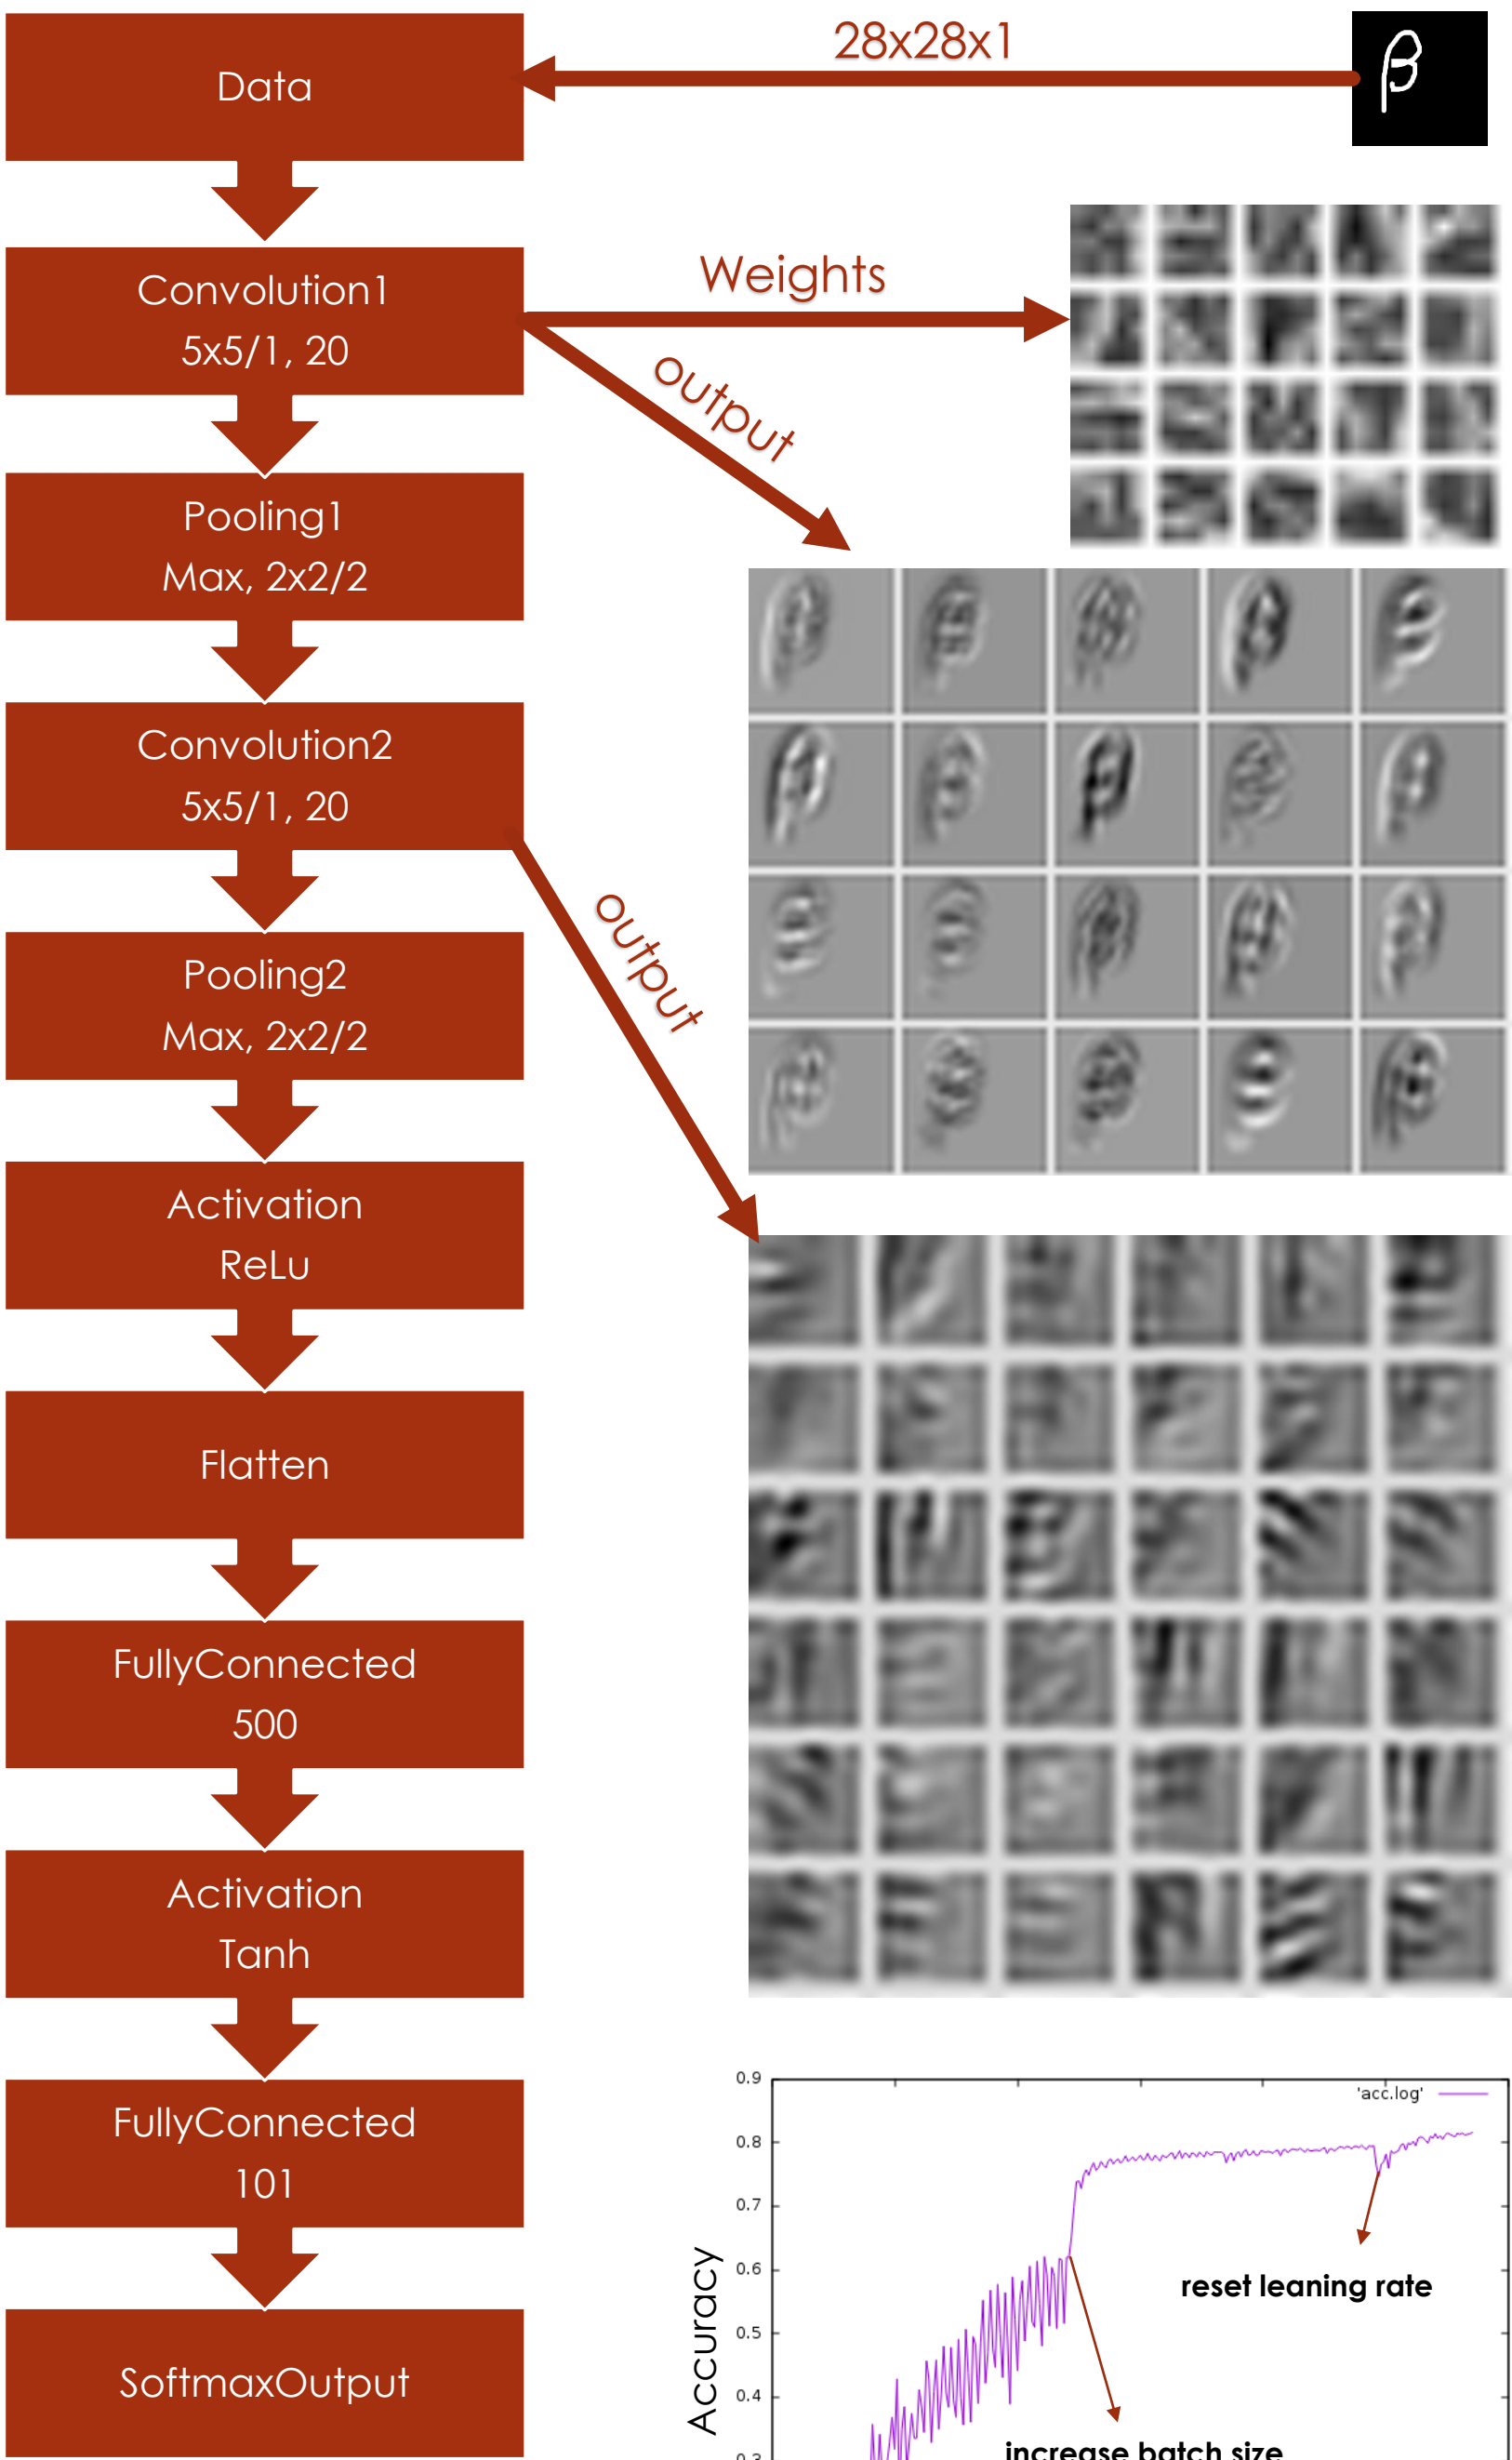 Data
28x28x1
β
Convolution1
5x5/1, 20
Weights
output
Pooling1
Max, 2x2/2
Convolution2
5x5/1, 20
output
Pooling2
Max, 2x2/2
Activation
ReLu
Flatten
FullyConnected
500
Activation
Tanh
FullyConnected
101
SoftmaxOutput
0.9
'acc.log'
0.8
0.7
0.6
0.5
0.4
0.3
Accuracy
reset leaning rate
increase batch size